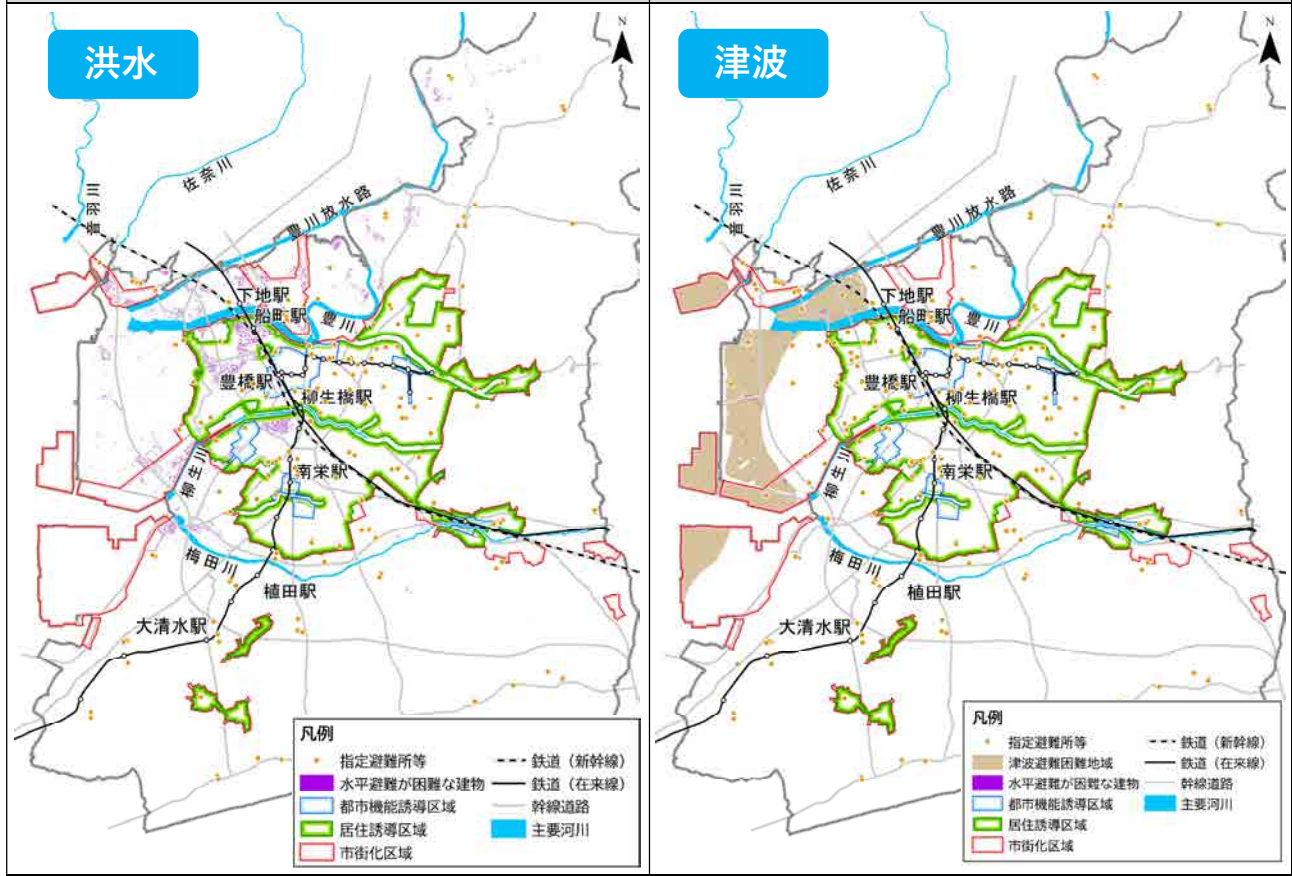 洪水
N
佐奈川
音羽川
豊川放水路
下地駅
船町駅
豊川
豊橋駅
柳生橋駅
南栄駅
柳生川
梅田川
植田駅
大清水駅
凡例
指定避難所等
水平避難が困難な建物
都市機能誘導区域
居住誘導区域
市街化区域
鉄道（新幹線）
鉄道（在来線）
幹線道路
主要河川
津波
N
佐奈川
音羽川
豊川放水路
下地駅
船町駅
豊川
豊橋駅
柳生橋駅
南栄駅
柳生川
梅田川
植田駅
大清水駅
凡例
指定避難所等
津波避難困難地域
水平避難が困難な建物
都市機能誘導区域
居住誘導区域
市街化区域
鉄道（新幹線）
鉄道（在来線）
幹線道路
主要河川